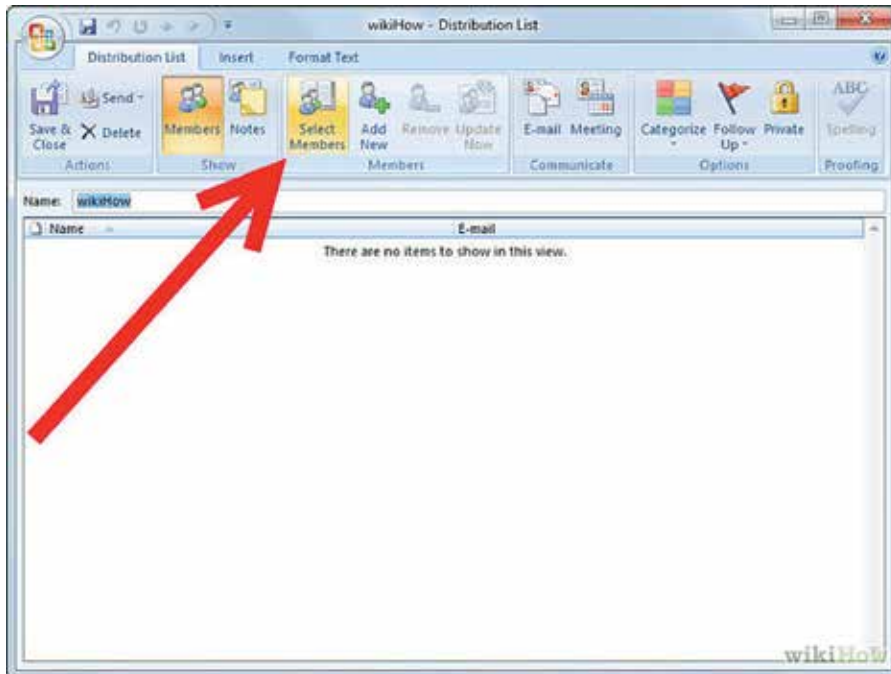 wikiHow - Distribution List
Distribution List Insert Format Text
Save & Close
Send
Delete
Actions
Members Notes
Show
Select Members
Add New
Remove
Update Now
Members
E-mail Meeting
Communicate
Categorize
Follow Up
Private
Options
ABC
Spelling
Proofing
Name: wikiHow
Name E-mail
There are no items to show in this view.
wikiHow